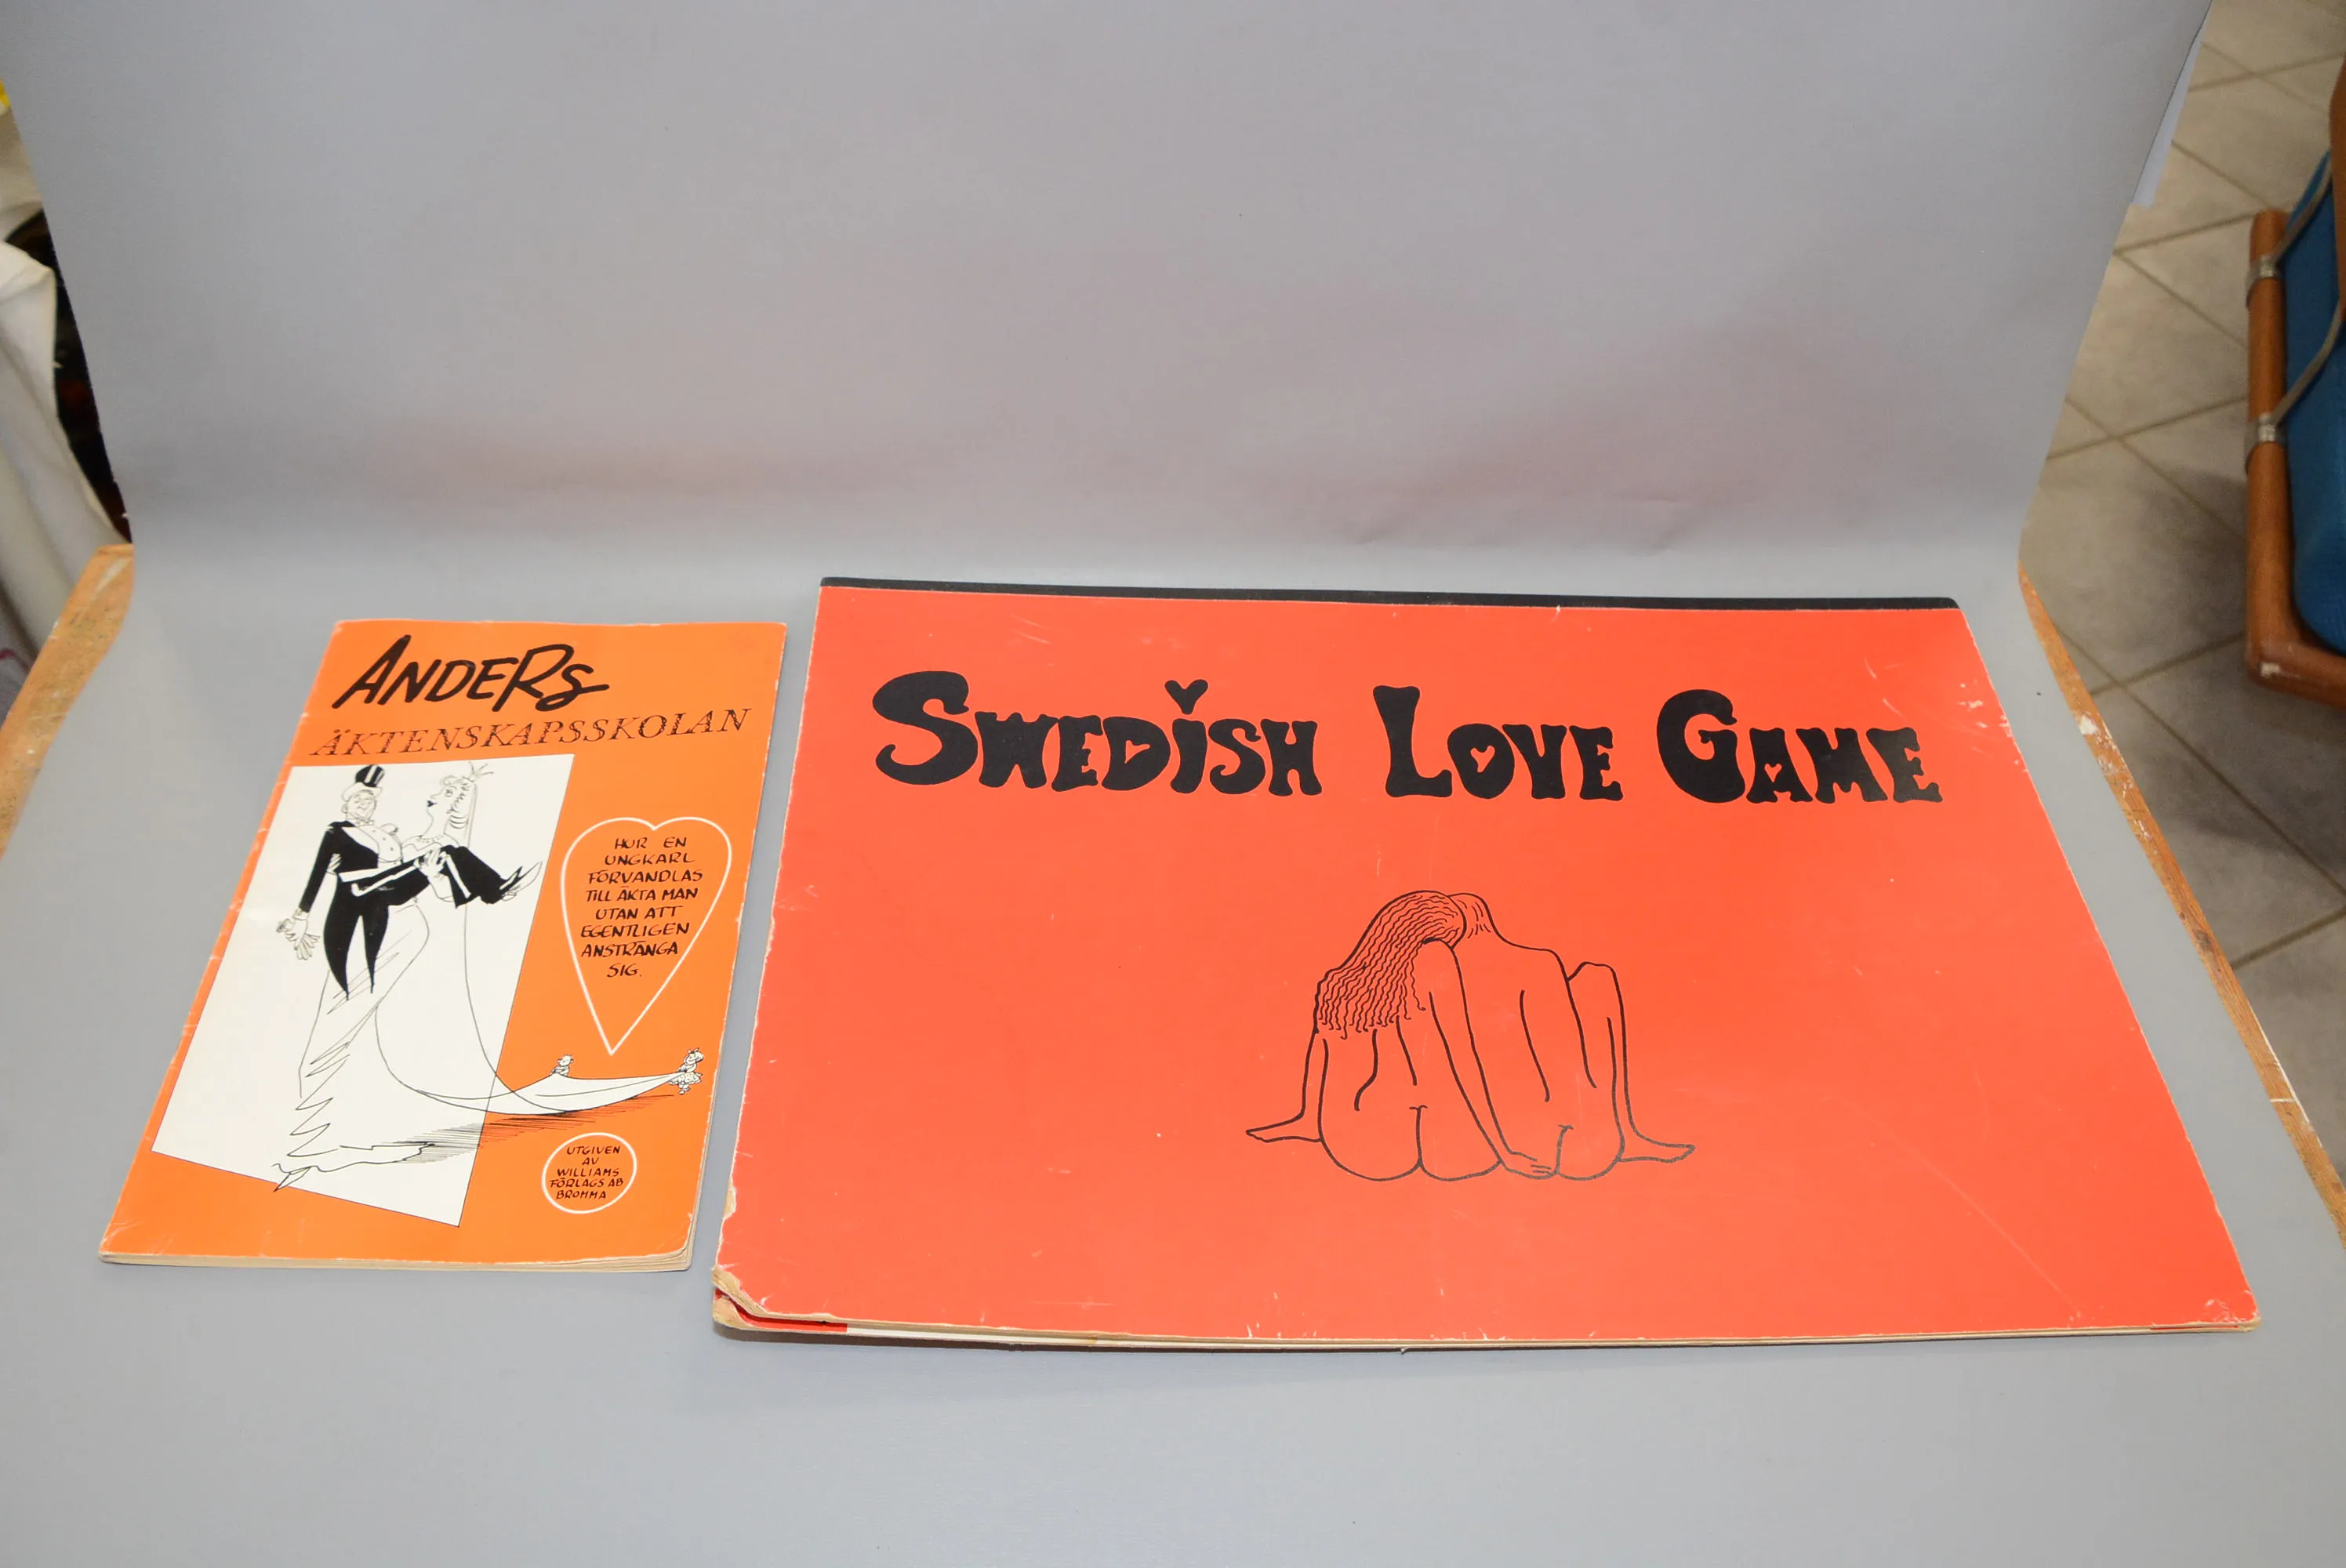 ANDERS
ÄKTENSKAPSSKOLAN
HUR EN
UNGKARL
FÖRVANDLAS
TILL ÄKTA MAN
UTAN ATT
EGENTLIGEN
ANSTRÄNGA
SIG.
UTGIVEN
AV
WILLIAMS
FÖRLAGS AB
BROMMA
SWEDISH LOVE GAME